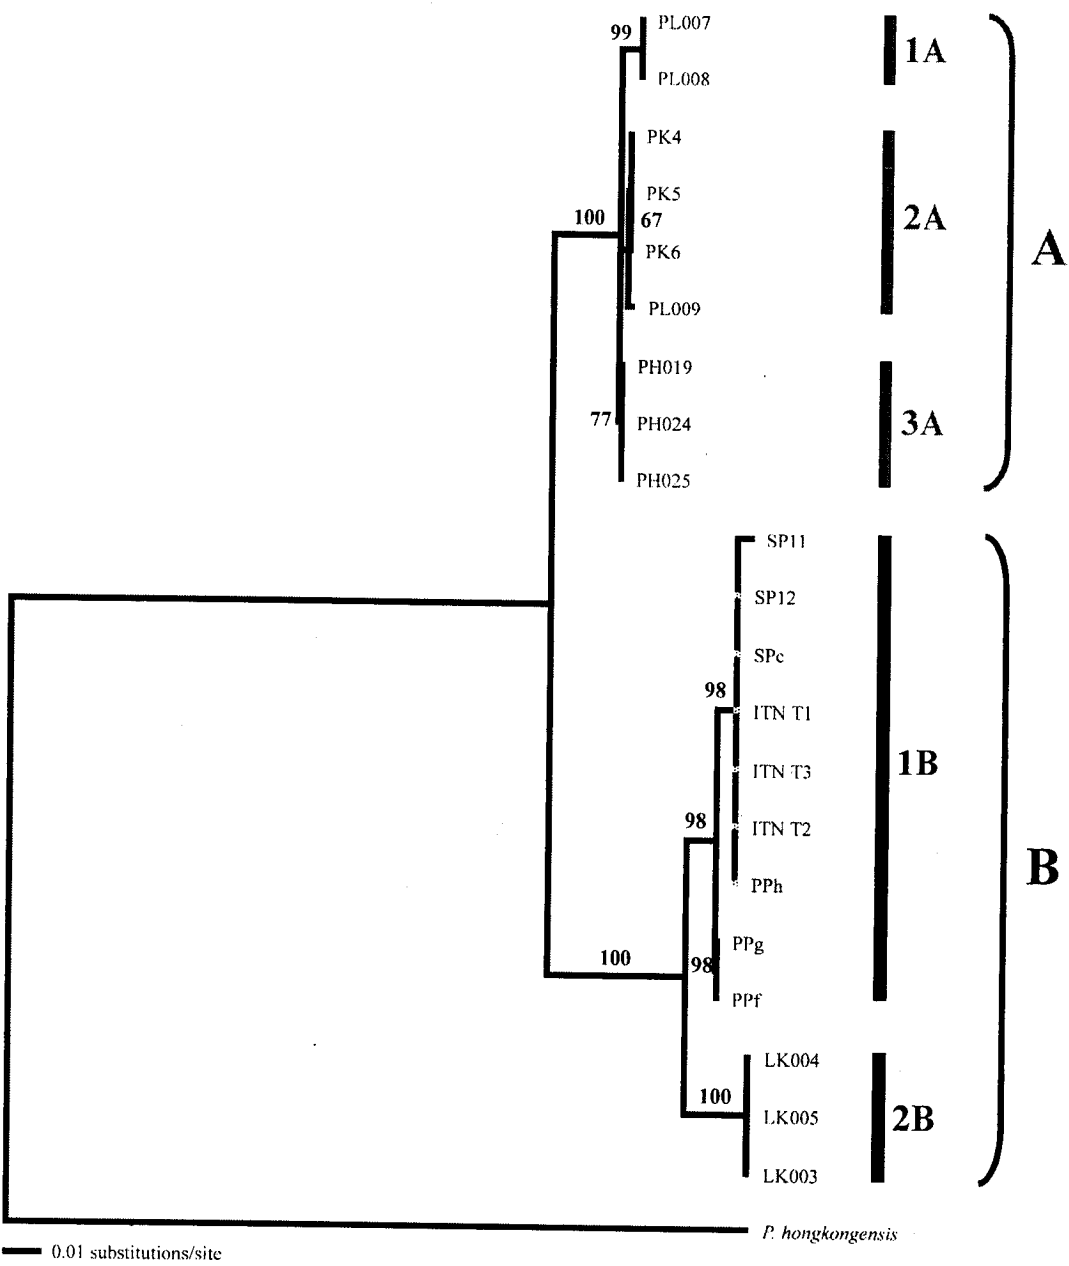 99
PL007
PL008
1A
PK4
PK5
67
PK6
PL009
2A
100
A
PH019
77
PH024
PH025
3A
SP11
SP12
SPc
98
ITN T1
ITN T3
98
ITN T2
PPh
1B
B
100
98
PPg
PPf
LK004
100
LK005
LK003
2B
P. hongkongensis
0.01 substitutions/site